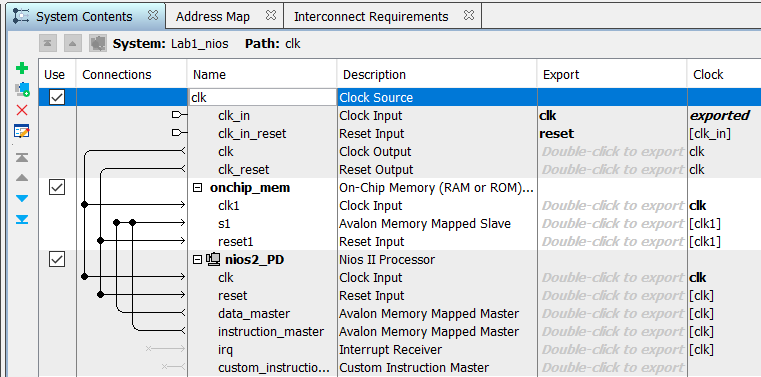 System Contents Address Map Interconnect Requirements
System: Lab1_nios Path: clk
Use Connections Name Description Export Clock
clk Clock Source
clk_in Clock Input clk exported
clk_in_reset Reset Input reset [clk_in]
clk Clock Output Double-click to export clk
clk_reset Reset Output Double-click to export clk
onchip_mem On-Chip Memory (RAM or ROM)...
clk1 Clock Input Double-click to export clk
s1 Avalon Memory Mapped Slave Double-click to export [clk1]
reset1 Reset Input Double-click to export [clk1]
nios2_PD Nios II Processor
clk Clock Input Double-click to export clk
reset Reset Input Double-click to export [clk]
data_master Avalon Memory Mapped Master Double-click to export [clk]
instruction_master Avalon Memory Mapped Master Double-click to export [clk]
irq Interrupt Receiver Double-click to export [clk]
custom_instructio... Custom Instruction Master Double-click to export